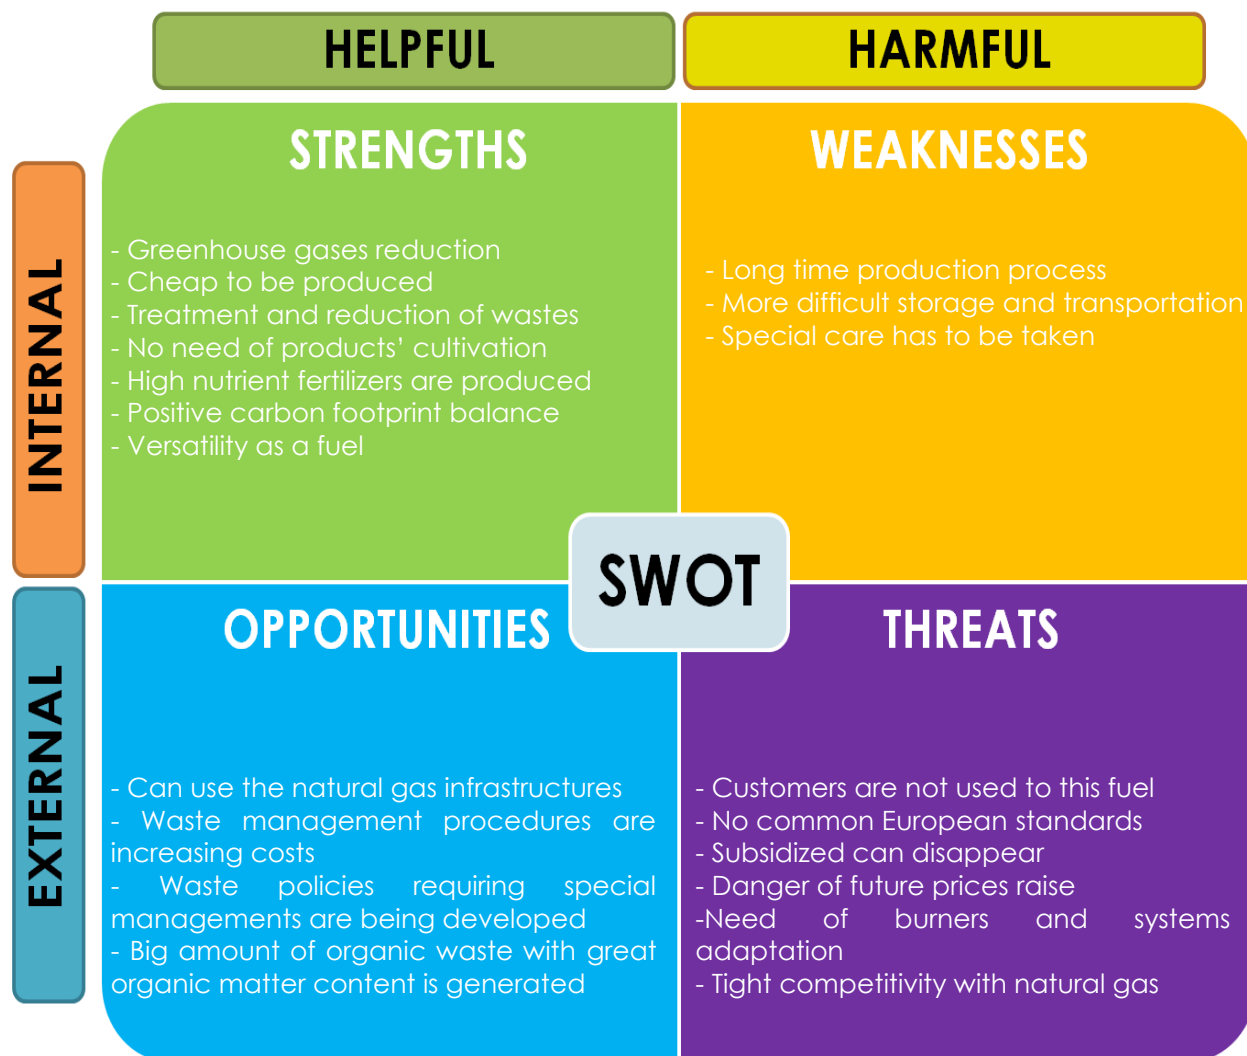 HELPFUL
HARMFUL
INTERNAL
STRENGTHS
- Greenhouse gases reduction
- Cheap to be produced
- Treatment and reduction of wastes
- No need of products’ cultivation
- High nutrient fertilizers are produced
- Positive carbon footprint balance
- Versatility as a fuel
WEAKNESSES
- Long time production process
- More difficult storage and transportation
- Special care has to be taken
SWOT
EXTERNAL
OPPORTUNITIES
- Can use the natural gas infrastructures
- Waste management procedures are
increasing costs
- Waste policies requiring special
managements are being developed
- Big amount of organic waste with great
organic matter content is generated
THREATS
- Customers are not used to this fuel
- No common European standards
- Subsidized can disappear
- Danger of future prices raise
-Need of burners and systems
adaptation
- Tight competitivity with natural gas